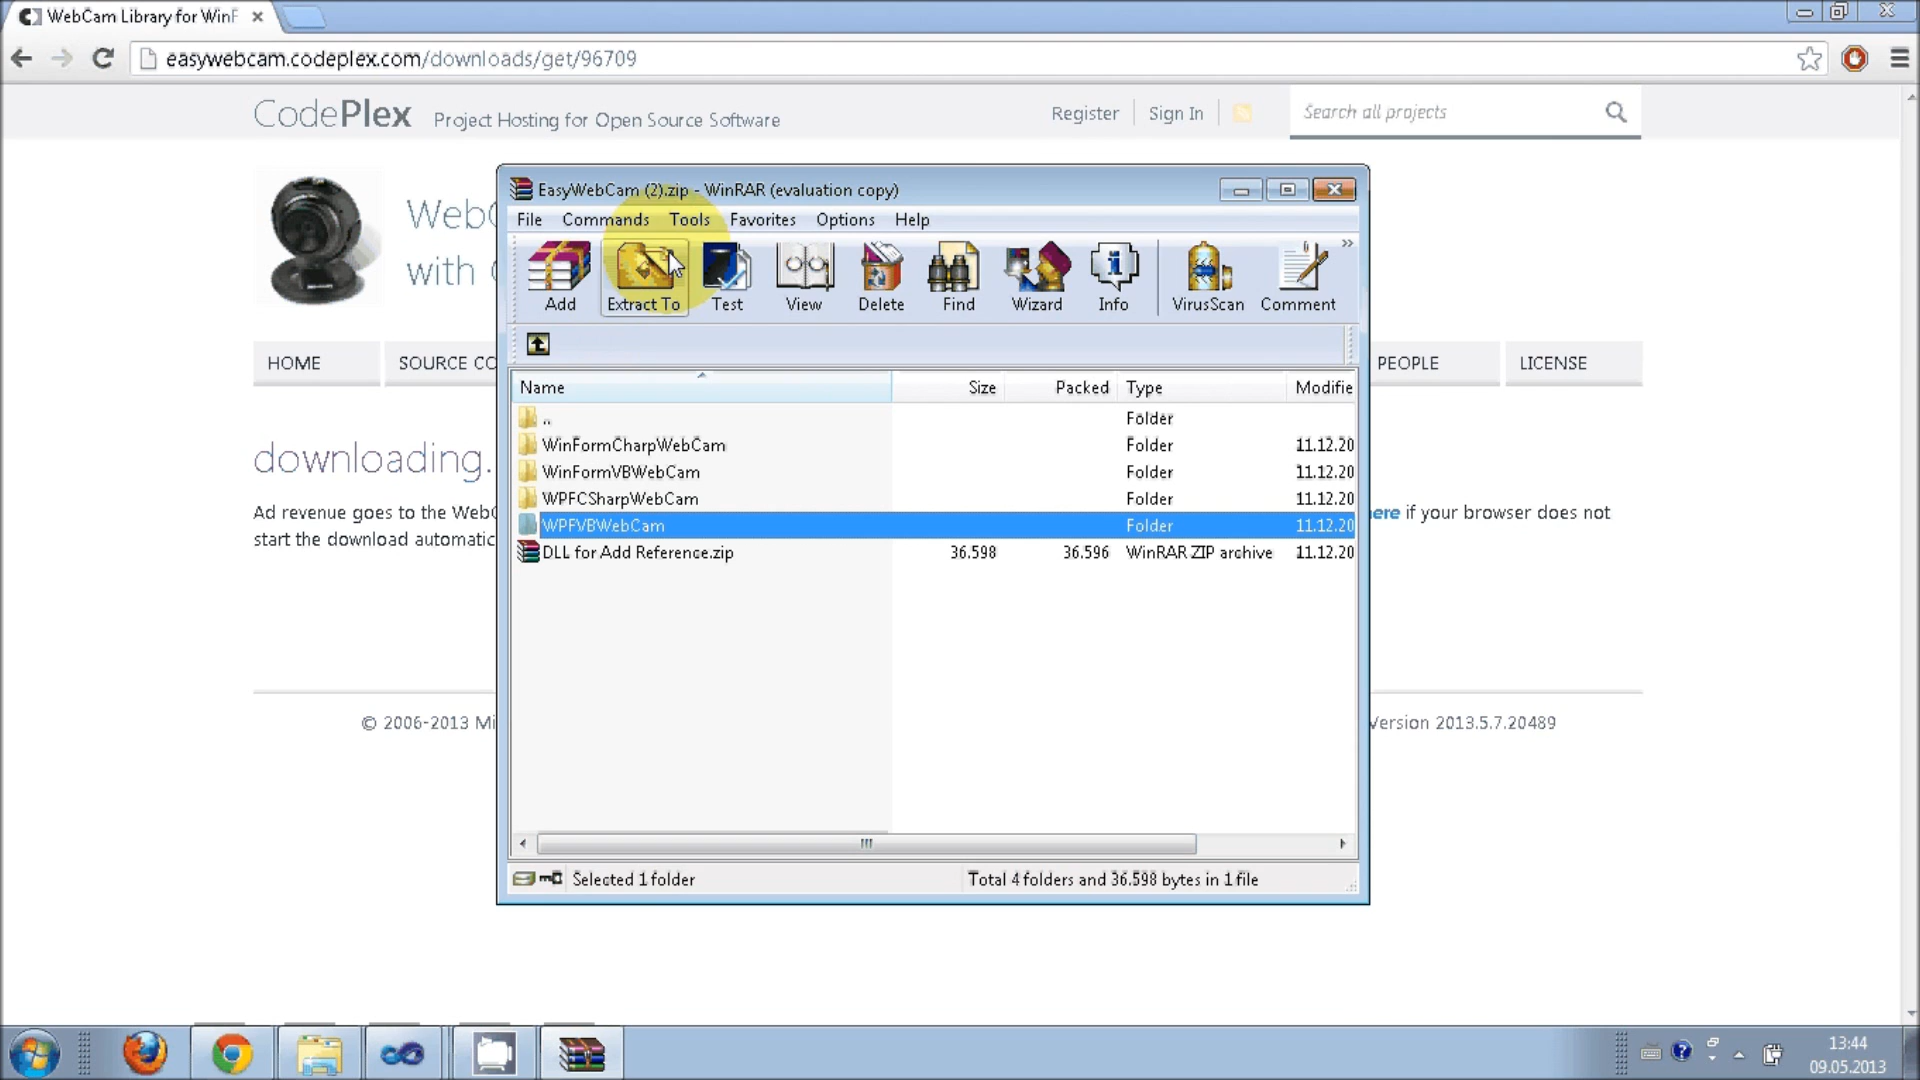 WebCam Library for WinF
easywebcam.codeplex.com/downloads/get/96709
CodePlex Project Hosting for Open Source Software
Register Sign In
Search all projects
WebC
with
HOME
SOURCE CO
PEOPLE
LICENSE
downloading.
Ad revenue goes to the WebC
here if your browser does not
start the download automatic
© 2006-2013 Mi
Version 2013.5.7.20489
EasyWebCam (2).zip - WinRAR (evaluation copy)
File Commands Tools Favorites Options Help
Add Extract To Test View Delete Find Wizard Info VirusScan Comment
Name Size Packed Type Modifie
.. Folder
WinFormCharpWebCam Folder 11.12.20
WinFormVBWebCam Folder 11.12.20
WPFCSharpWebCam Folder 11.12.20
WPFVBWebCam Folder 11.12.20
DLL for Add Reference.zip 36.598 36.596 WinRAR ZIP archive 11.12.20
Selected 1 folder
Total 4 folders and 36.598 bytes in 1 file
13:44
09.05.2013